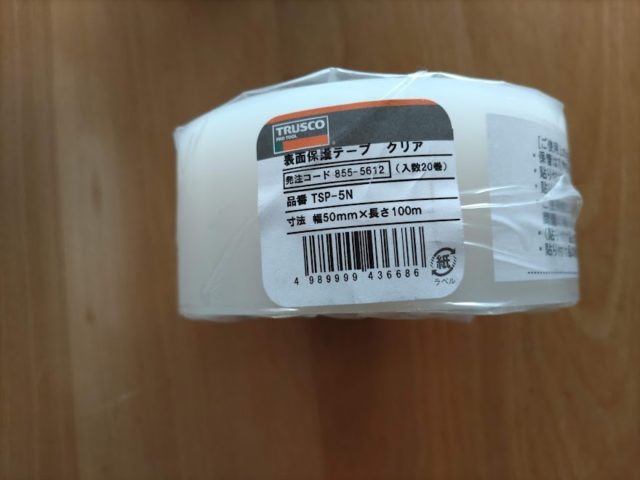 TRUSCO
PRO TOOL
表面保護テープ クリア
発注コード 855-5612 (入数20巻)
品番 TSP-5N
寸法 幅50mm×長さ100m
4 989999 436686
紙
ラベル